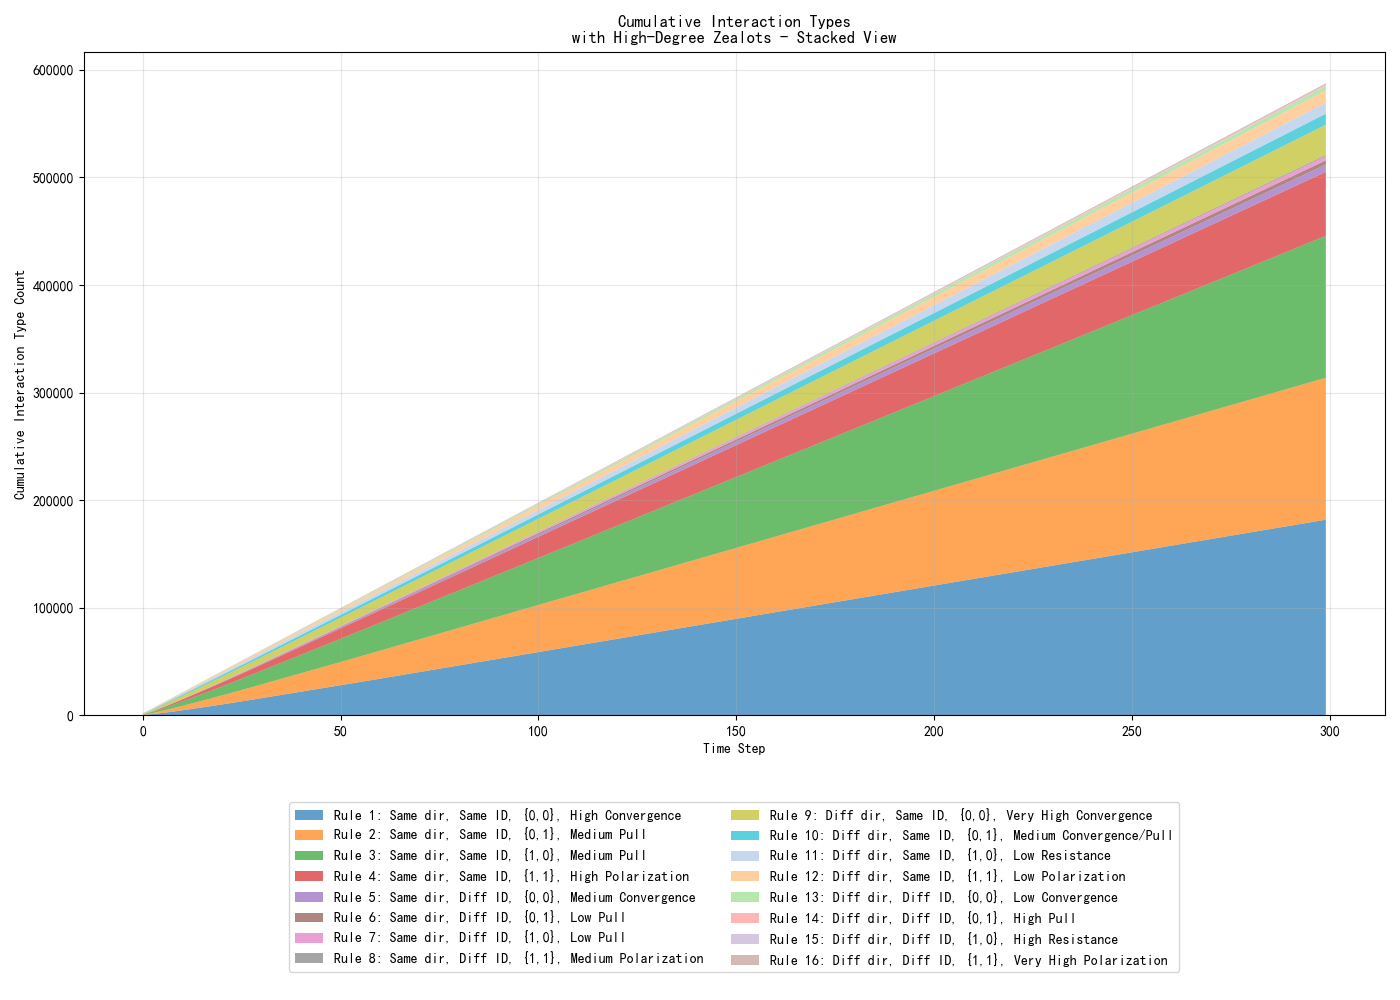 Cumulative Interaction Types
with High-Degree Zealots - Stacked View
Cumulative Interaction Type Count
600000
500000
400000
300000
200000
100000
0
0 50 100 150 200 250 300
Time Step
Rule 1: Same dir, Same ID, {0,0}, High Convergence
Rule 2: Same dir, Same ID, {0,1}, Medium Pull
Rule 3: Same dir, Same ID, {1,0}, Medium Pull
Rule 4: Same dir, Same ID, {1,1}, High Polarization
Rule 5: Same dir, Diff ID, {0,0}, Medium Convergence
Rule 6: Same dir, Diff ID, {0,1}, Low Pull
Rule 7: Same dir, Diff ID, {1,0}, Low Pull
Rule 8: Same dir, Diff ID, {1,1}, Medium Polarization
Rule 9: Diff dir, Same ID, {0,0}, Very High Convergence
Rule 10: Diff dir, Same ID, {0,1}, Medium Convergence/Pull
Rule 11: Diff dir, Same ID, {1,0}, Low Resistance
Rule 12: Diff dir, Same ID, {1,1}, Low Polarization
Rule 13: Diff dir, Diff ID, {0,0}, Low Convergence
Rule 14: Diff dir, Diff ID, {0,1}, High Pull
Rule 15: Diff dir, Diff ID, {1,0}, High Resistance
Rule 16: Diff dir, Diff ID, {1,1}, Very High Polarization